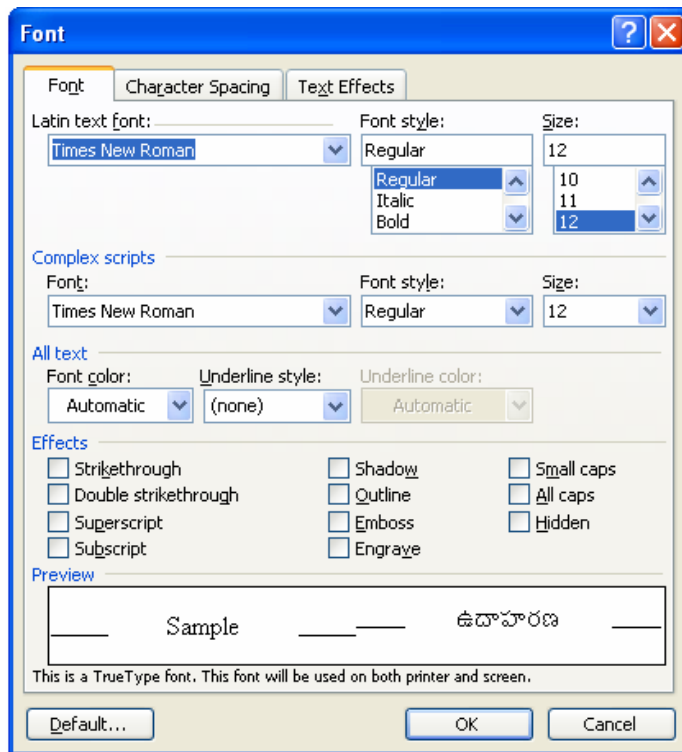 Font
Font Character Spacing Text Effects
Latin text font: Font style: Size:
Times New Roman Regular 12
Regular 10
Italic 11
Bold 12
Complex scripts
Font: Font style: Size:
Times New Roman Regular 12
All text
Font color: Underline style: Underline color:
Automatic (none) Automatic
Effects
Strikethrough Shadow Small caps
Double strikethrough Outline All caps
Superscript Emboss Hidden
Subscript Engrave
Preview
Sample ఉదాహరణ
This is a TrueType font. This font will be used on both printer and screen.
Default... OK Cancel